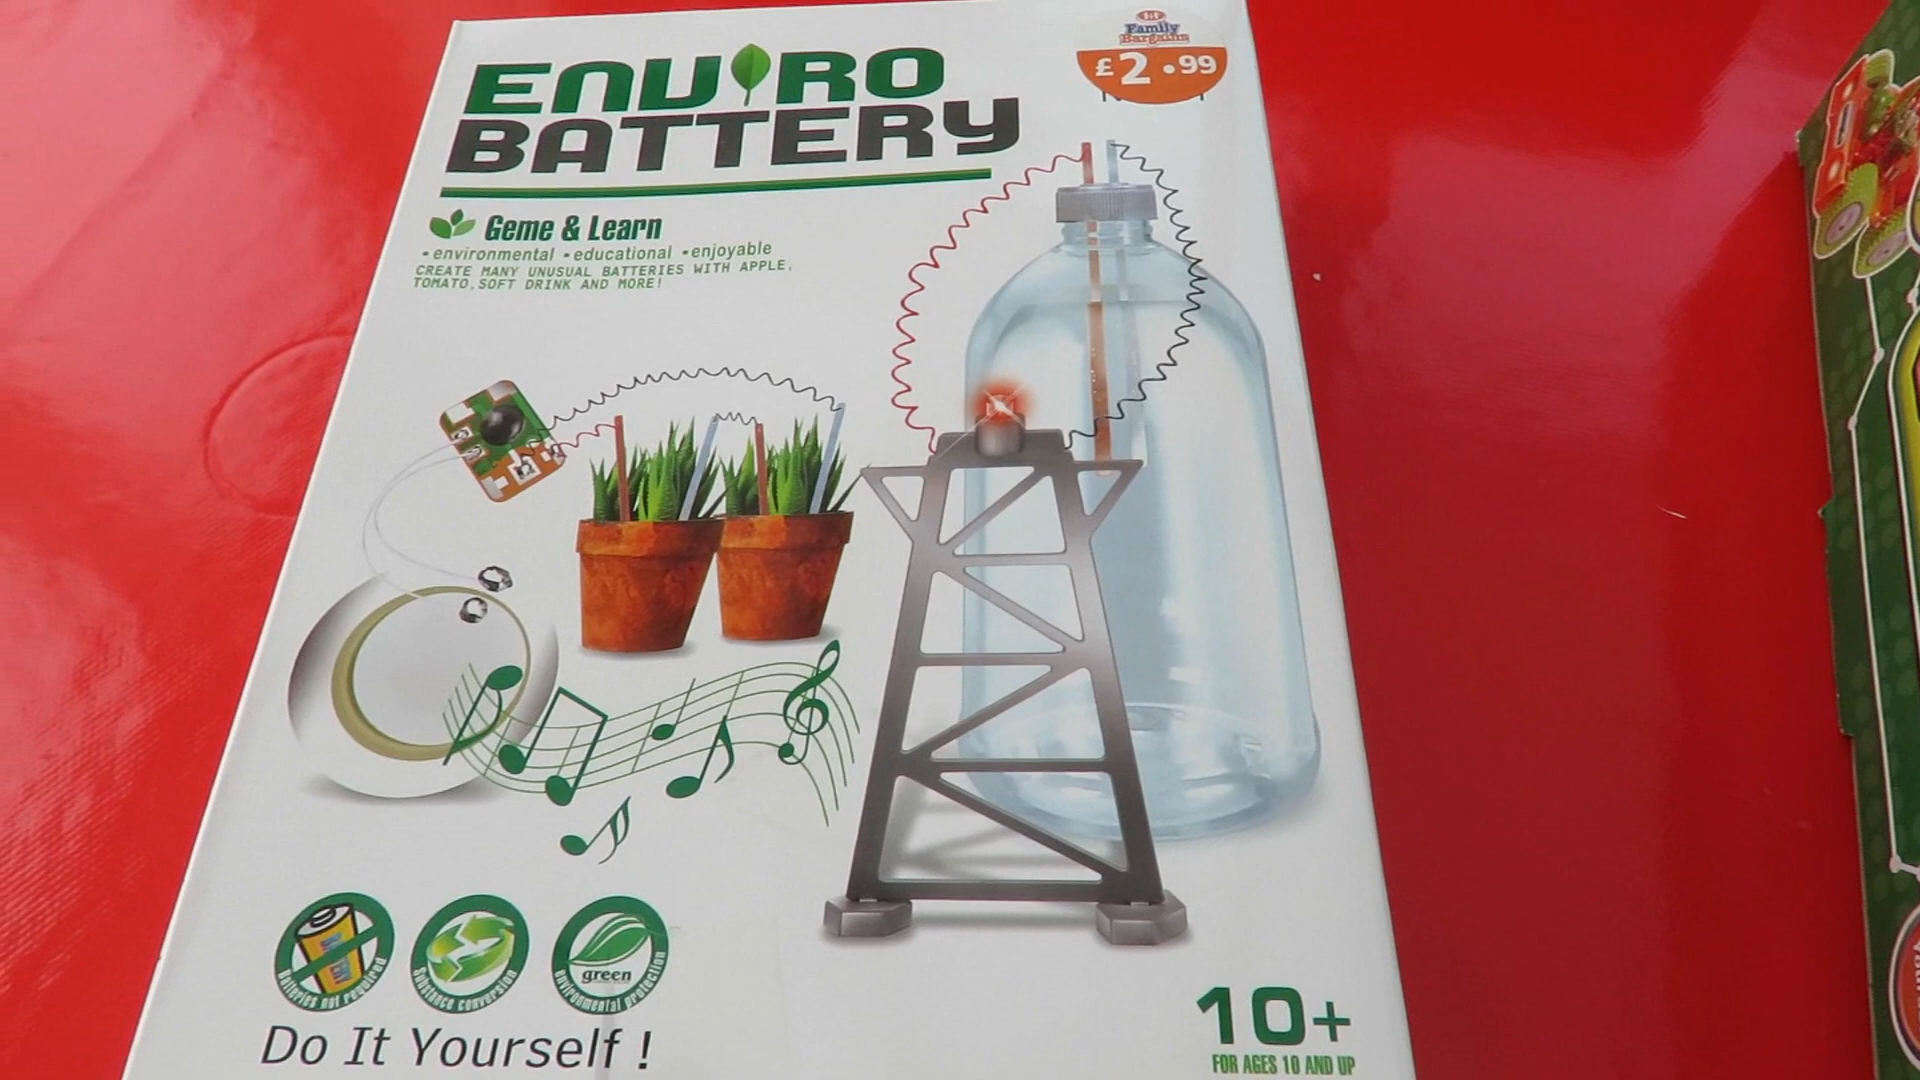 Family
Bargains
£2.99
ENVIRO
BATTERY
Geme & Learn
•environmental •educational •enjoyable
CREATE MANY UNUSUAL BATTERIES WITH APPLE,
TOMATO,SOFT DRINK AND MORE!
Batteries not required
Substance conversion
green
environmental protection
Do It Yourself !
10+
FOR AGES 10 AND UP